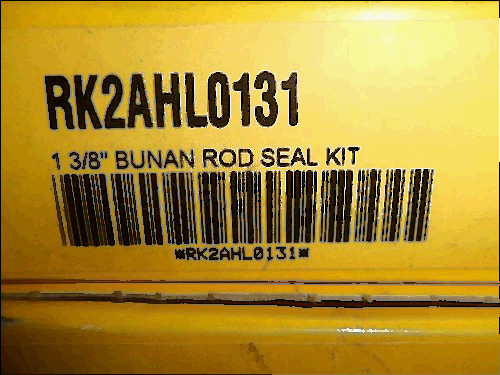 RK2AHL0131
1 3/8" BUNAN ROD SEAL KIT
*RK2AHL0131*